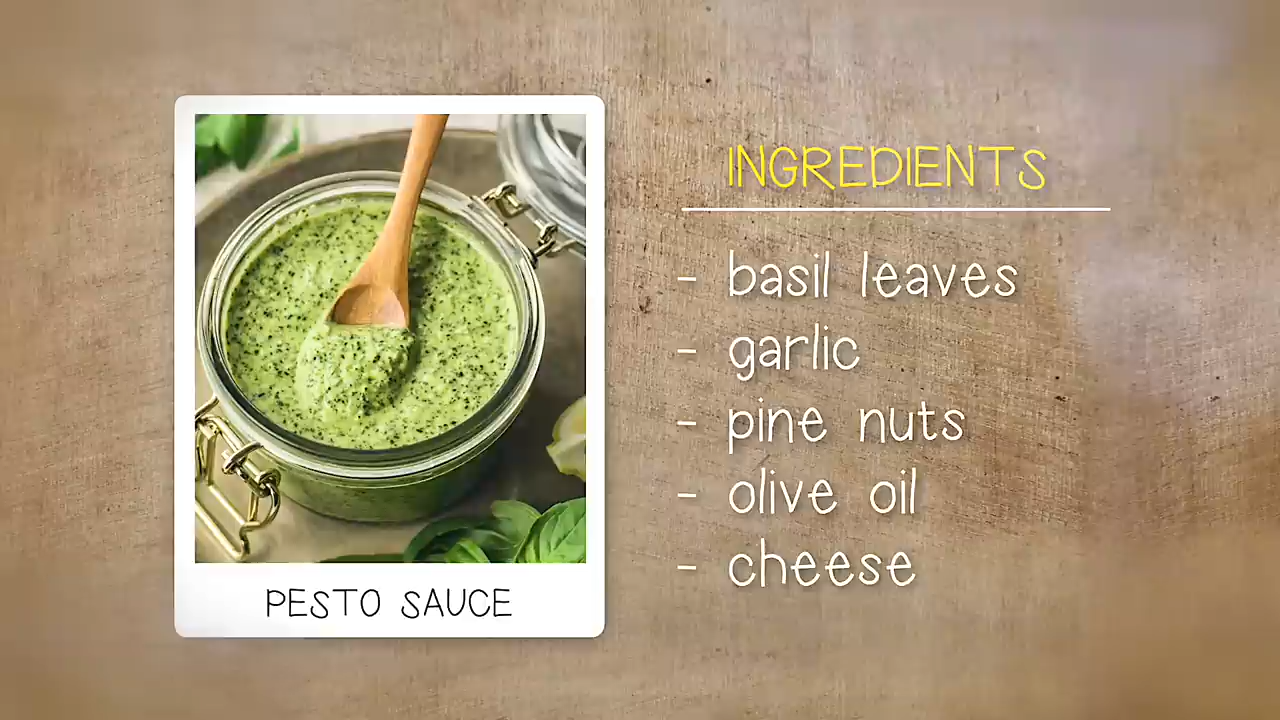 PESTO SAUCE
INGREDIENTS
- basil leaves
- garlic
- pine nuts
- olive oil
- cheese